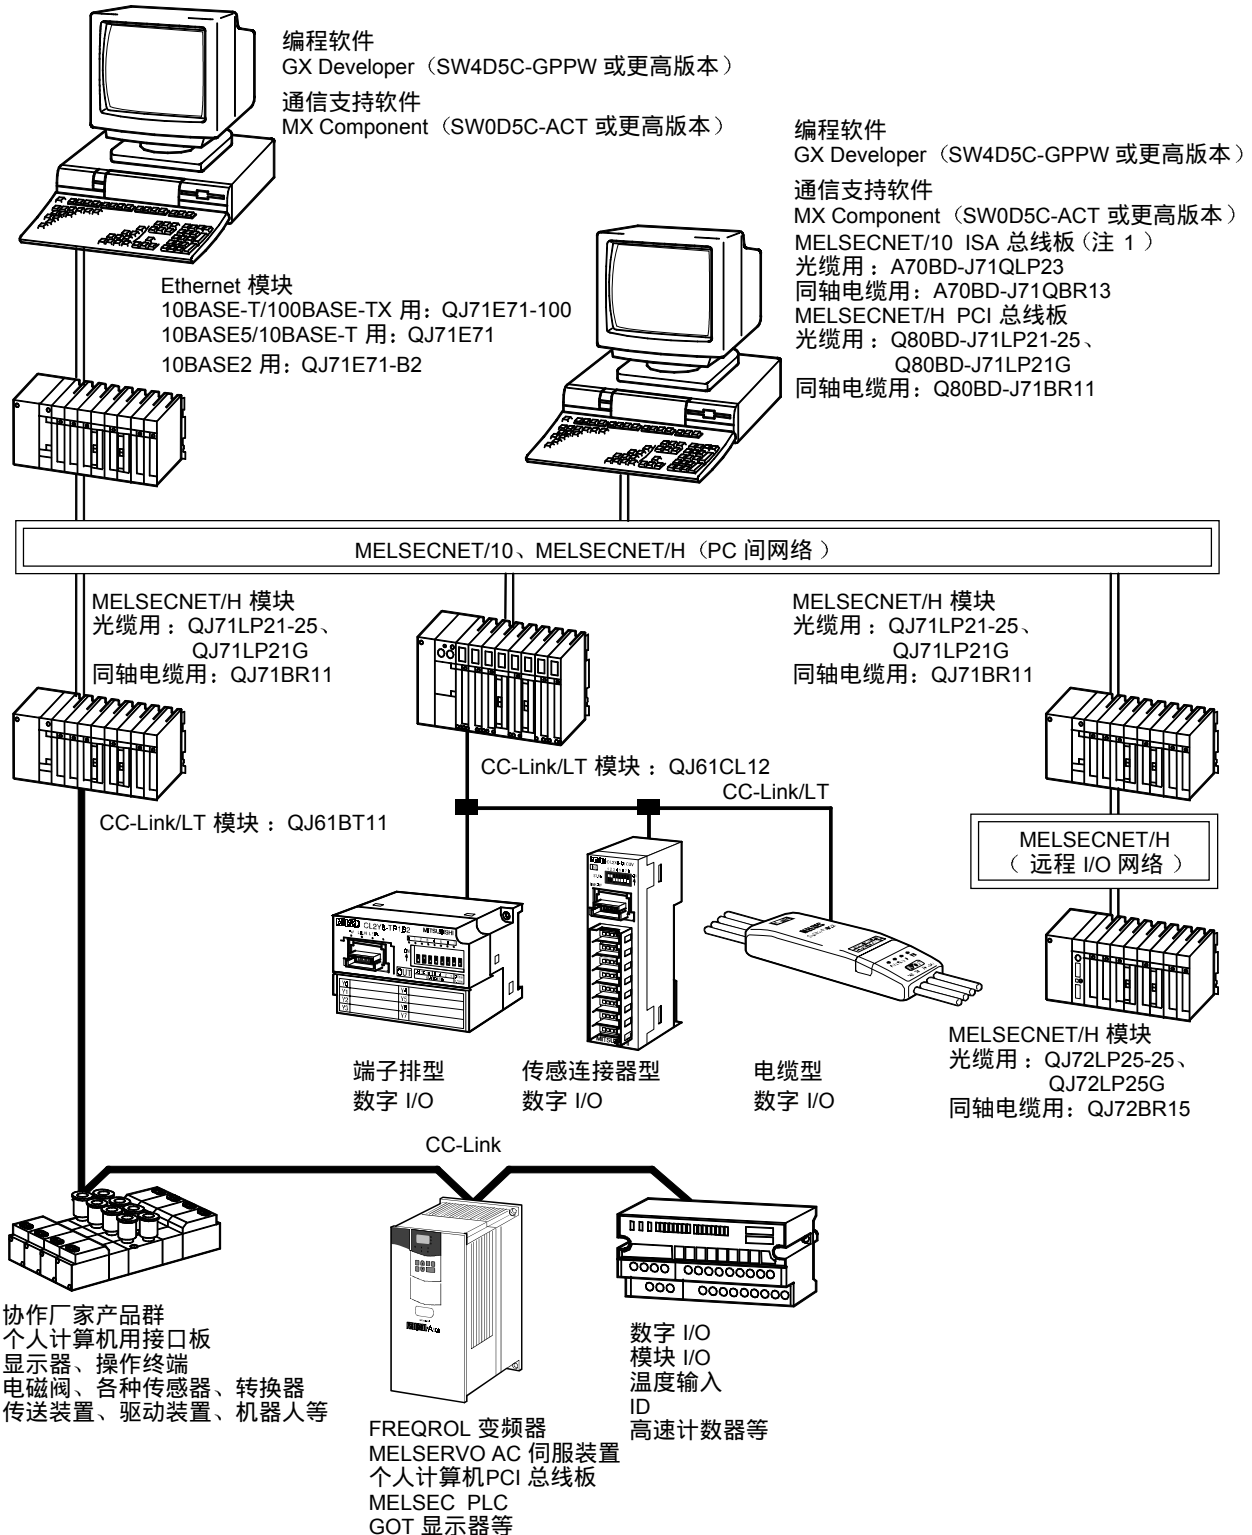 编程软件
GX Developer（SW4D5C-GPPW 或更高版本）
通信支持软件
MX Component（SW0D5C-ACT 或更高版本）
编程软件
GX Developer（SW4D5C-GPPW 或更高版本）
通信支持软件
MX Component（SW0D5C-ACT 或更高版本）
MELSECNET/10 ISA 总线板（注 1）
光缆用：A70BD-J71QLP23
同轴电缆用：A70BD-J71QBR13
MELSECNET/H PCI 总线板
光缆用：Q80BD-J71LP21-25、
Q80BD-J71LP21G
同轴电缆用：Q80BD-J71BR11
Ethernet 模块
10BASE-T/100BASE-TX 用：QJ71E71-100
10BASE5/10BASE-T 用：QJ71E71
10BASE2 用：QJ71E71-B2
MELSECNET/10、MELSECNET/H（PC 间网络）
MELSECNET/H 模块
光缆用：QJ71LP21-25、
QJ71LP21G
同轴电缆用：QJ71BR11
MELSECNET/H 模块
光缆用：QJ71LP21-25、
QJ71LP21G
同轴电缆用：QJ71BR11
CC-Link/LT 模块：QJ61CL12
CC-Link/LT
CC-Link/LT 模块：QJ61BT11
MELSECNET/H
（远程 I/O 网络）
CL2Y8-TP1B2 MITSUBISHI
端子排型
数字 I/O
传感连接器型
数字 I/O
电缆型
数字 I/O
MELSECNET/H 模块
光缆用：QJ72LP25-25、
QJ72LP25G
同轴电缆用：QJ72BR15
CC-Link
协作厂家产品群
个人计算机用接口板
显示器、操作终端
电磁阀、各种传感器、转换器
传送装置、驱动装置、机器人等
FREQROL 变频器
MELSERVO AC 伺服装置
个人计算机PCI 总线板
MELSEC PLC
GOT 显示器等
数字 I/O
模块 I/O
温度输入
ID
高速计数器等